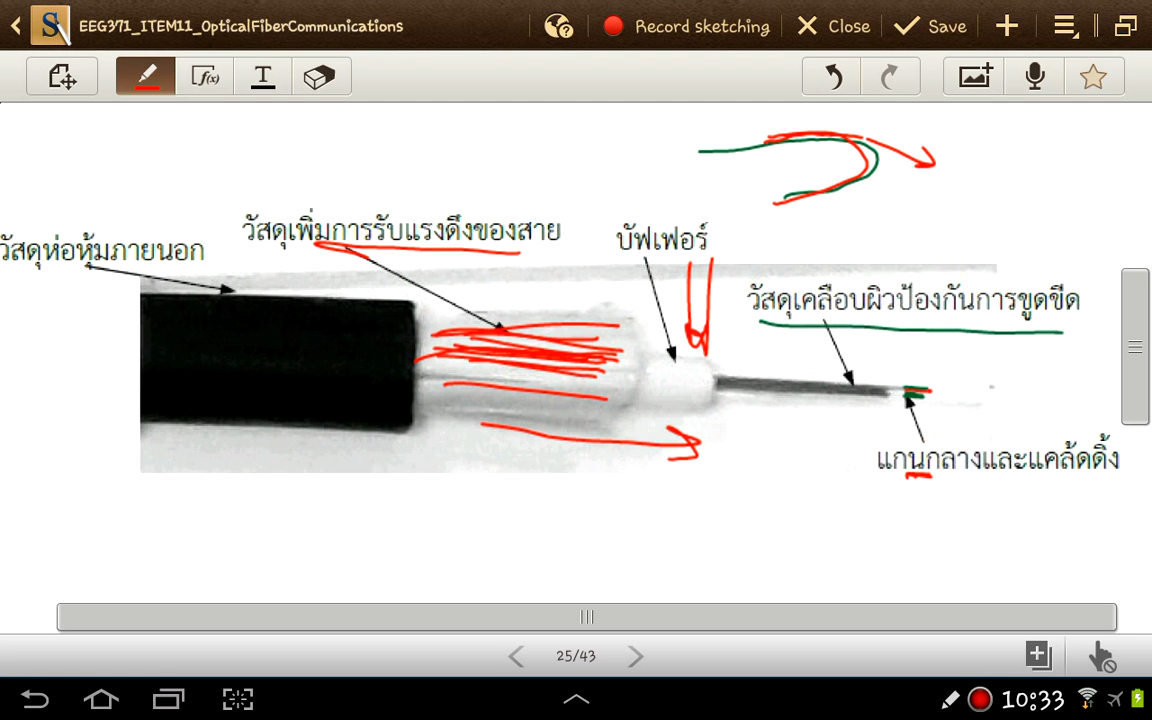 EEG371_ITEM11_OpticalFiberCommunications
Record sketching
Close
Save
f(x)
T
วัสดุห่อหุ้มภายนอก
วัสดุเพิ่มการรับแรงดึงของสาย
บัฟเฟอร์
วัสดุเคลือบผิวป้องกันการขูดขีด
แกนกลางและแคล้ดดิ้ง
25/43
10:33